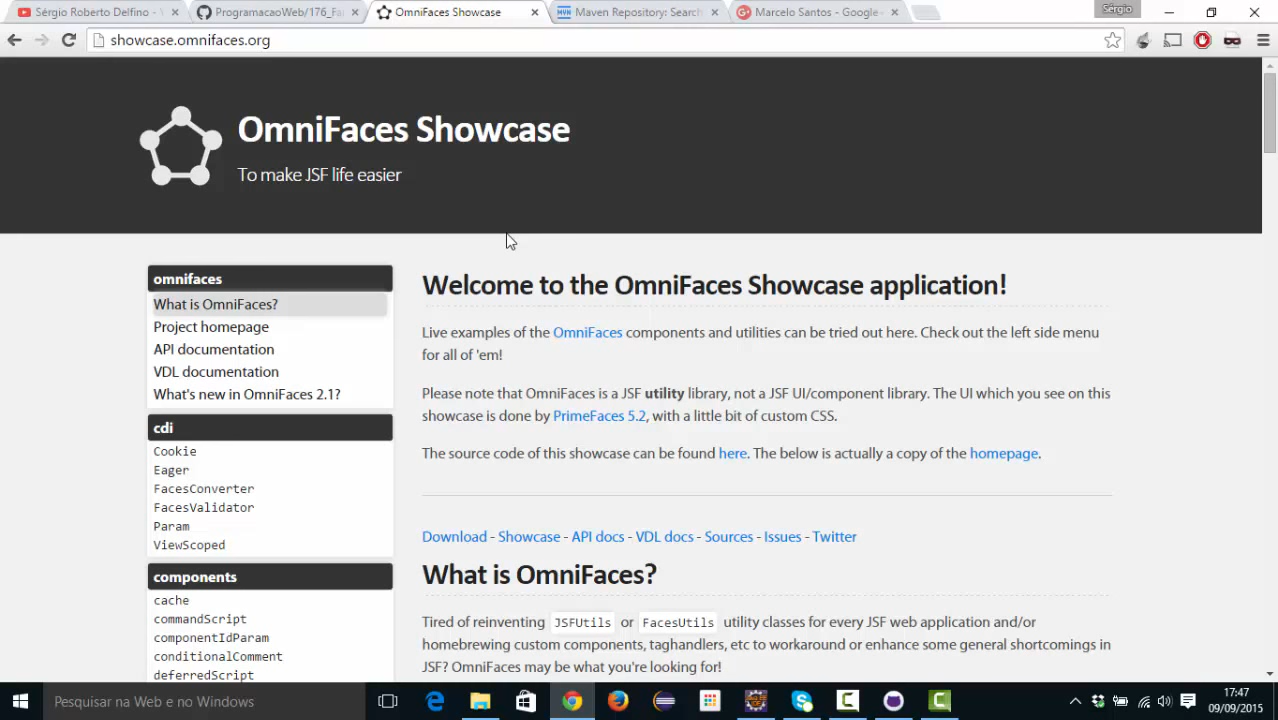 Sérgio Roberto Delfino -
ProgramacaoWeb/176_Fa
OmniFaces Showcase
Maven Repository: Search
Marcelo Santos - Google+
Sérgio
showcase.omnifaces.org
OmniFaces Showcase
To make JSF life easier
omnifaces
What is OmniFaces?
Project homepage
API documentation
VDL documentation
What's new in OmniFaces 2.1?
cdi
Cookie
Eager
FacesConverter
FacesValidator
Param
ViewScoped
components
cache
commandScript
componentIdParam
conditionalComment
deferredScript
Welcome to the OmniFaces Showcase application!
Live examples of the OmniFaces components and utilities can be tried out here. Check out the left side menu
for all of 'em!
Please note that OmniFaces is a JSF utility library, not a JSF UI/component library. The UI which you see on this
showcase is done by PrimeFaces 5.2, with a little bit of custom CSS.
The source code of this showcase can be found here. The below is actually a copy of the homepage.
Download - Showcase - API docs - VDL docs - Sources - Issues - Twitter
What is OmniFaces?
Tired of reinventing JSFUtils or FacesUtils utility classes for every JSF web application and/or
homebrewing custom components, taghandlers, etc to workaround or enhance some general shortcomings in
JSF? OmniFaces may be what you're looking for!
Pesquisar na Web e no Windows
17:47
09/09/2015